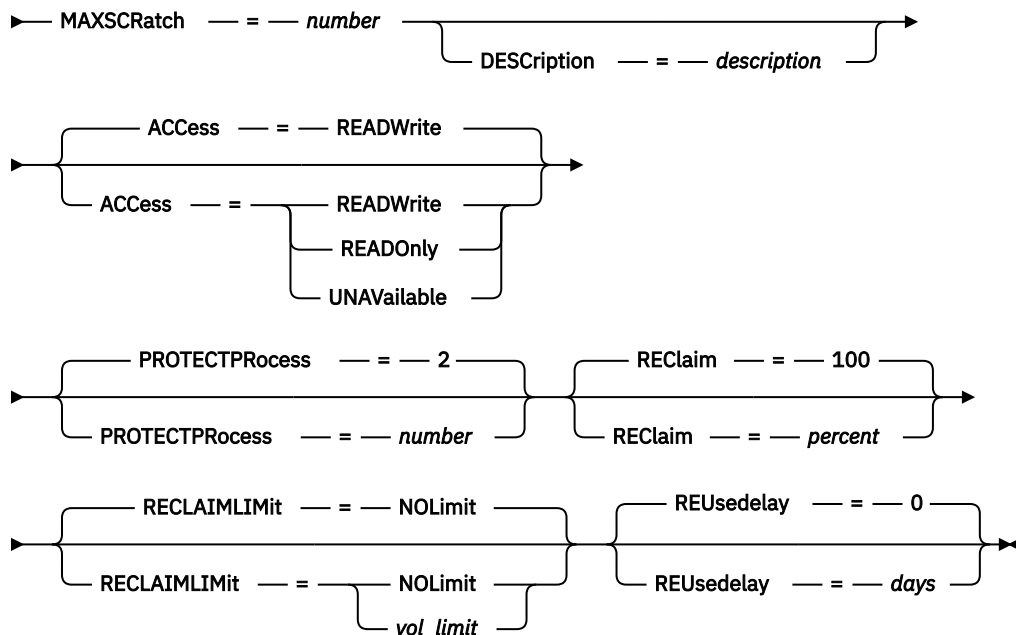 MAXSCRatch = number
DESCription = description
ACCess = READWrite
ACCess = READWrite
READOnly
UNAVailable
PROTECTPRocess = 2 REClaim = 100
PROTECTPRocess = number REClaim = percent
RECLAIMLIMit = NOLimit REUsedelay = 0
RECLAIMLIMit = NOLimit REUsedelay = days
vol_limit